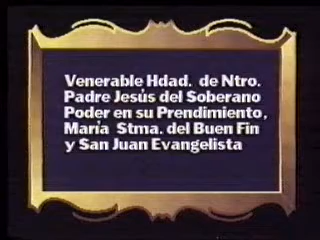 Venerable Hdad. de Ntro.
Padre Jesús del Soberano
Poder en su Prendimiento,
María Stma. del Buen Fin
y San Juan Evangelista